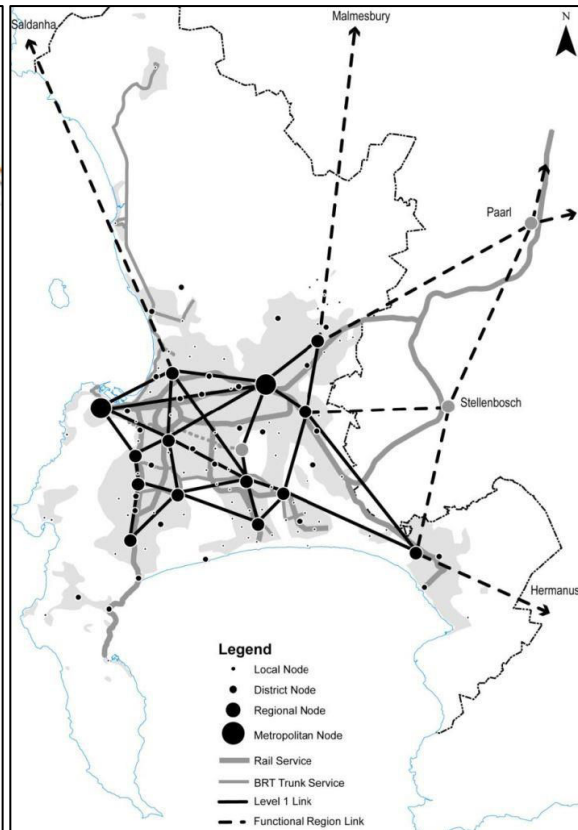 Saldanha
Malmesbury
N
Paarl
Stellenbosch
Hermanus
Legend
Local Node
District Node
Regional Node
Metropolitan Node
Rail Service
BRT Trunk Service
Level 1 Link
Functional Region Link